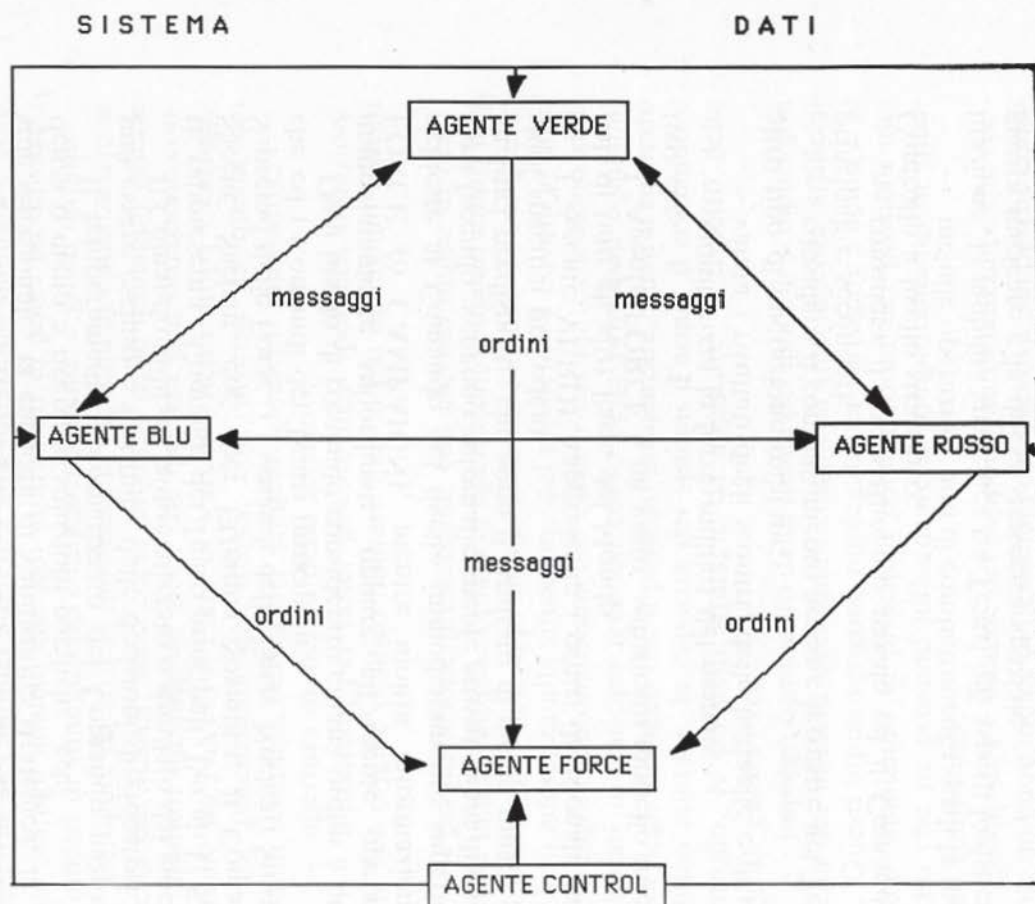 SISTEMA DATI
AGENTE VERDE
messaggi
messaggi
ordini
AGENTE BLU
AGENTE ROSSO
messaggi
ordini
ordini
AGENTE FORCE
AGENTE CONTROL